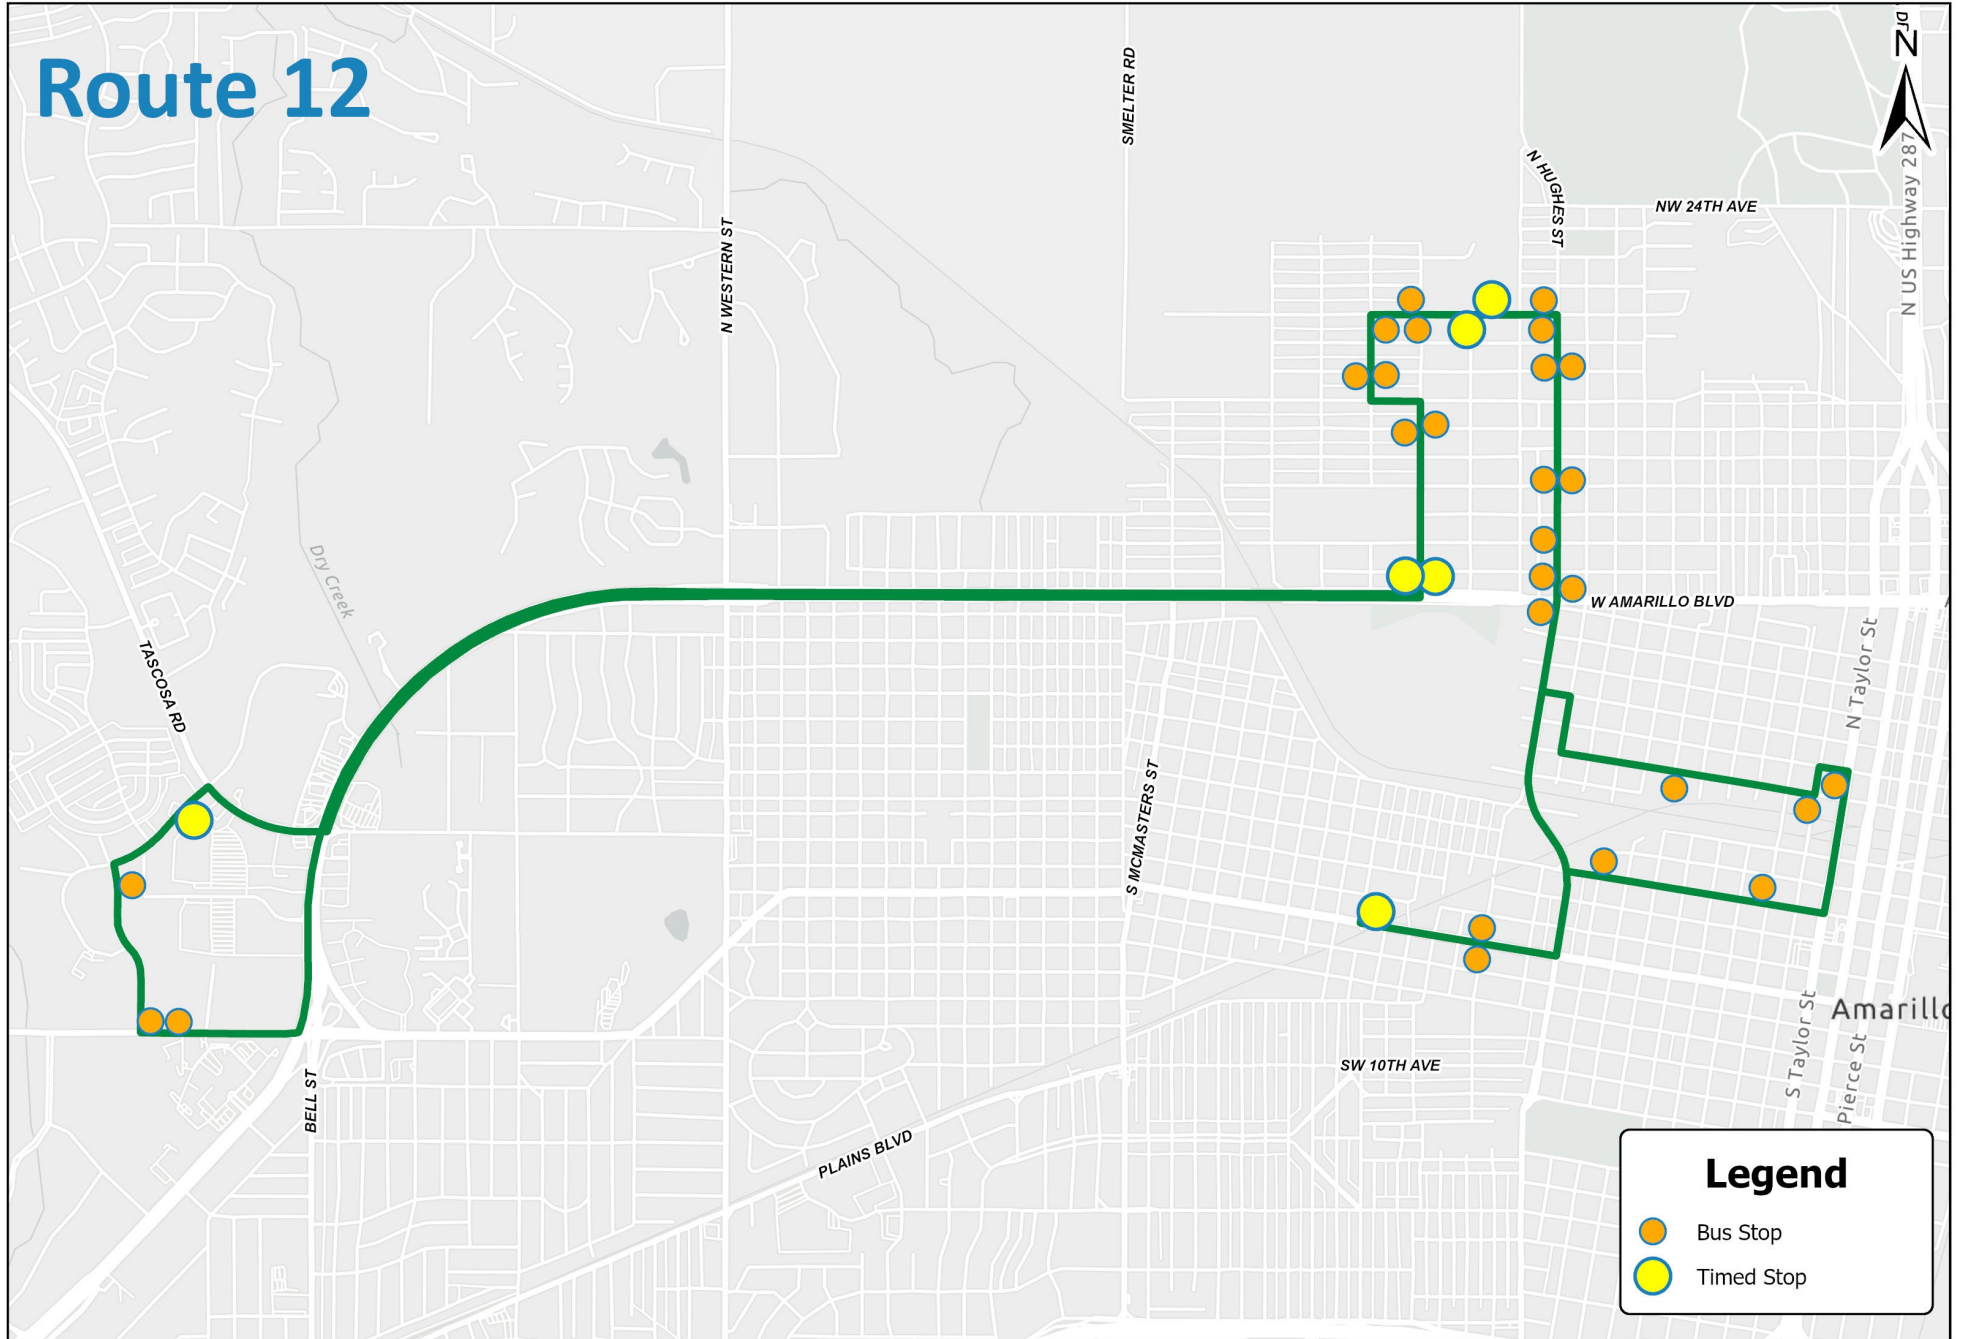 Route 12
DF
N
SMELTER RD
N HUGHES ST
N US Highway 287
NW 24TH AVE
N WESTERN ST
Dry Creek
W AMARILLO BLVD
N Taylor St
TASCOSA RD
S MCMASTERS ST
Amarillo
S Taylor St
Pierce St
SW 10TH AVE
BELL ST
PLAINS BLVD
Legend
Bus Stop
Timed Stop